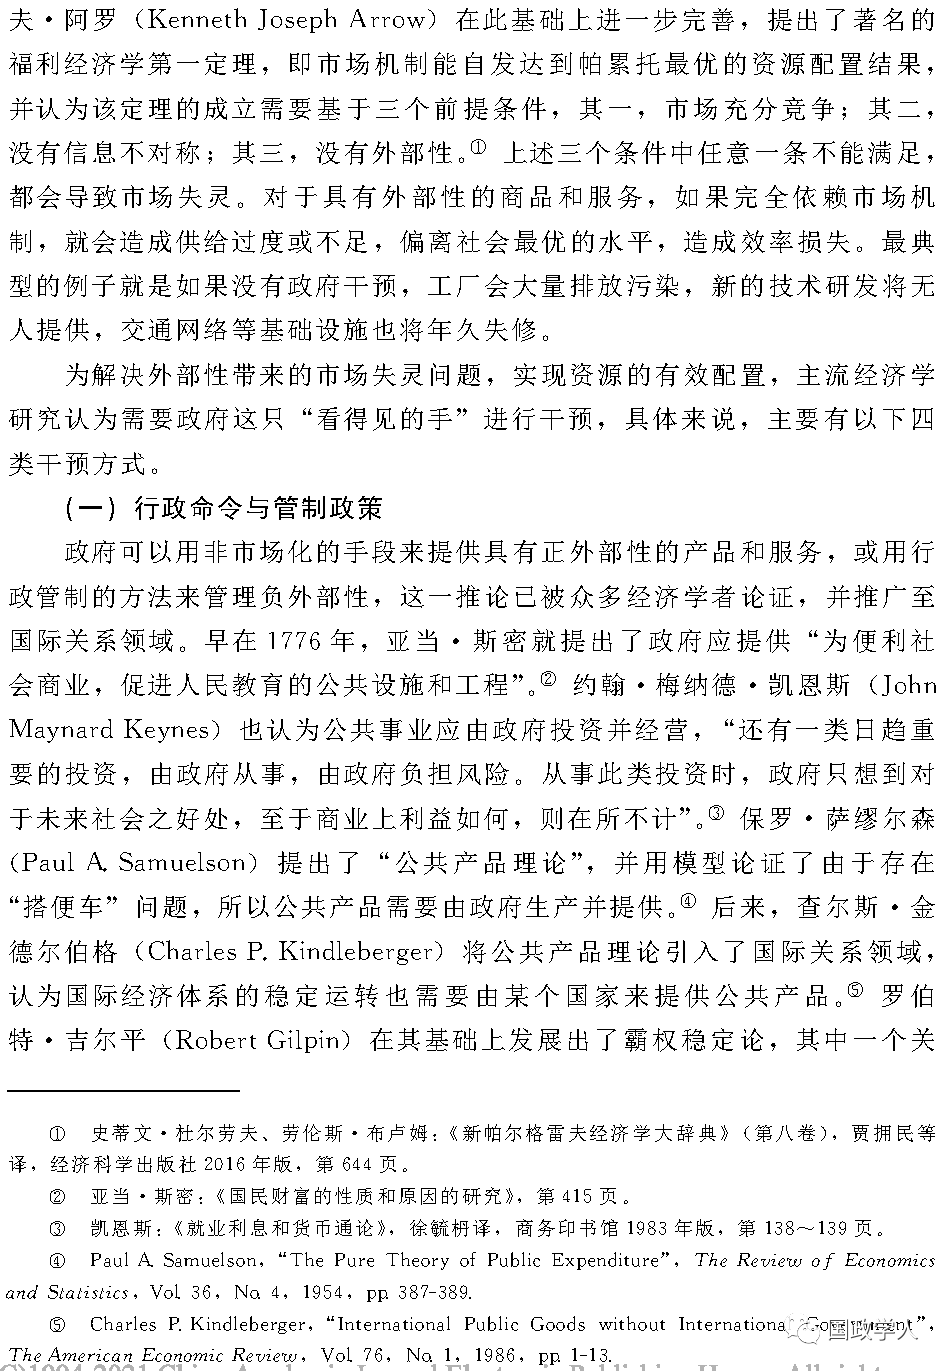 夫·阿罗（Kenneth Joseph Arrow）在此基础上进一步完善，提出了著名的
福利经济学第一定理，即市场机制能自发达到帕累托最优的资源配置结果，
并认为该定理的成立需要基于三个前提条件，其一，市场充分竞争；其二，
没有信息不对称；其三，没有外部性。① 上述三个条件中任意一条不能满足，
都会导致市场失灵。对于具有外部性的商品和服务，如果完全依赖市场机
制，就会造成供给过度或不足，偏离社会最优的水平，造成效率损失。最典
型的例子就是如果没有政府干预，工厂会大量排放污染，新的技术研发将无
人提供，交通网络等基础设施也将年久失修。
为解决外部性带来的市场失灵问题，实现资源的有效配置，主流经济学
研究认为需要政府这只“看得见的手”进行干预，具体来说，主要有以下四
类干预方式。
（一）行政命令与管制政策
政府可以用非市场化的手段来提供具有正外部性的产品和服务，或用行
政管制的方法来管理负外部性，这一推论已被众多经济学者论证，并推广至
国际关系领域。早在 1776 年，亚当·斯密就提出了政府应提供“为便利社
会商业，促进人民教育的公共设施和工程”。② 约翰·梅纳德·凯恩斯（John
Maynard Keynes）也认为公共事业应由政府投资并经营，“还有一类日趋重
要的投资，由政府从事，由政府负担风险。从事此类投资时，政府只想到对
于未来社会之好处，至于商业上利益如何，则在所不计”。③ 保罗·萨缪尔森
（Paul A. Samuelson）提出了“公共产品理论”，并用模型论证了由于存在
“搭便车”问题，所以公共产品需要由政府生产并提供。④ 后来，查尔斯·金
德尔伯格（Charles P. Kindleberger）将公共产品理论引入了国际关系领域，
认为国际经济体系的稳定运转也需要由某个国家来提供公共产品。⑤ 罗伯
特·吉尔平（Robert Gilpin）在其基础上发展出了霸权稳定论，其中一个关
① 史蒂文·杜尔劳夫、劳伦斯·布卢姆：《新帕尔格雷夫经济学大辞典》（第八卷），贾拥民等
译，经济科学出版社 2016 年版，第 644 页。
② 亚当·斯密：《国民财富的性质和原因的研究》，第 415 页。
③ 凯恩斯：《就业利息和货币通论》，徐毓枬译，商务印书馆 1983 年版，第 138～139 页。
④ Paul A. Samuelson，“The Pure Theory of Public Expenditure”，The Review of Economics
and Statistics，Vol. 36，No. 4，1954，pp. 387-389.
⑤ Charles P. Kindleberger，“International Public Goods without International Government”，
The American Economic Review，Vol. 76，No. 1，1986，pp. 1-13.
国政学人